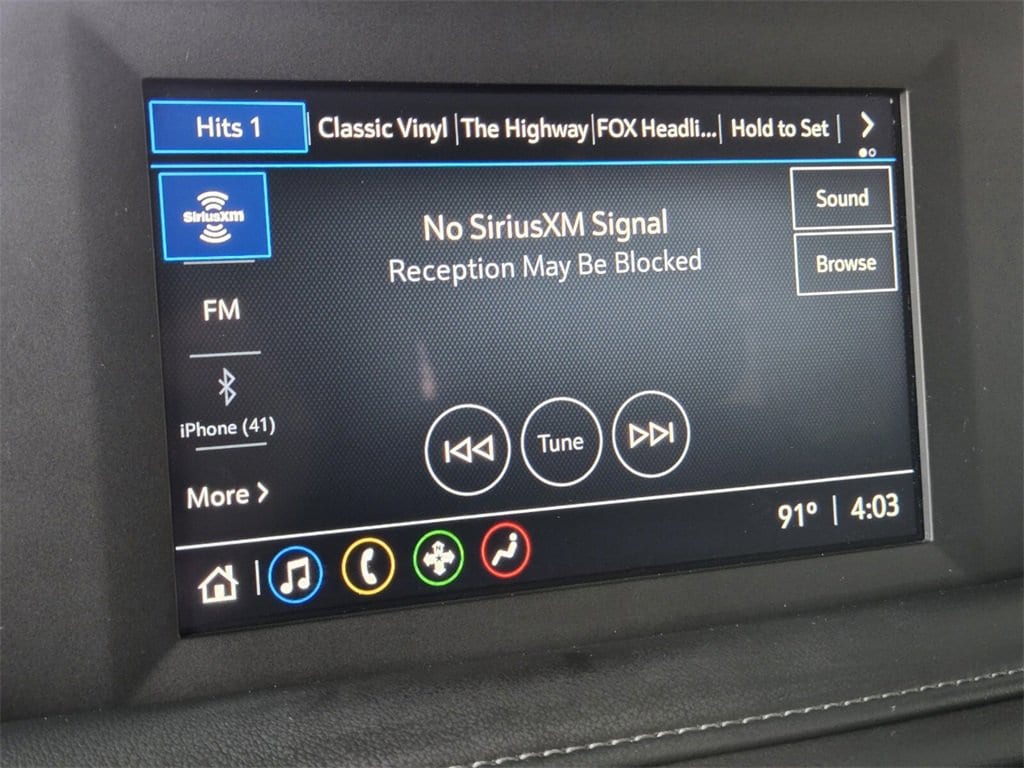 Hits 1 Classic Vinyl The Highway FOX Headli... Hold to Set
SiriusXM
No SiriusXM Signal
Reception May Be Blocked
Sound
Browse
FM
iPhone (41)
More
Tune
91° 4:03